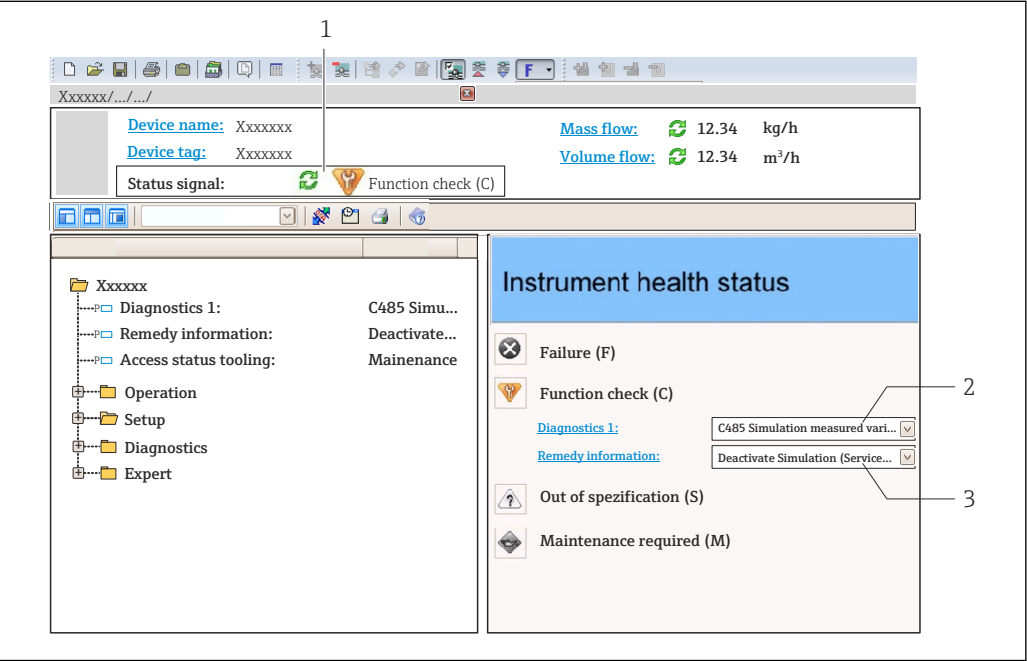 1
F
Xxxxxx/.../.../
Device name: Xxxxxxx
Mass flow: 12.34 kg/h
Device tag: Xxxxxxx
Volume flow: 12.34 m³/h
Status signal: Function check (C)
Instrument health status
Xxxxxx
Diagnostics 1: C485 Simu...
Remedy information: Deactivate...
Access status tooling: Mainenance
Operation
Setup
Diagnostics
Expert
Failure (F)
Function check (C)
2
Diagnostics 1: C485 Simulation measured vari...
Remedy information: Deactivate Simulation (Service...
Out of spezification (S)
3
Maintenance required (M)